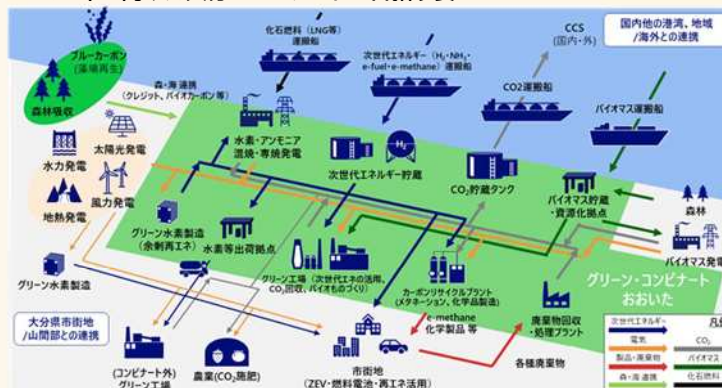 ブルーカーボン
(藻場再生)
森林吸収
森・海連携
(クレジット、バイオカーボン等)
化石燃料(LNG等)
運搬船
次世代エネルギー(H₂・NH₃・
e-fuel・e-methane)運搬船
CCS
(国内・外)
CO2運搬船
国内他の港湾、地域
/海外との連携
バイオマス運搬船
太陽光発電
水力発電
風力発電
地熱発電
水素・アンモニア
混焼・専焼発電
H₂
次世代エネルギー貯蔵
CO₂貯蔵タンク
バイオマス貯蔵
・資源化拠点
森林
バイオマス発電
グリーン水素製造
(余剰再エネ)
水素等出荷拠点
グリーン工場(次世代エネの活用、
CO₂回収、バイオものづくり)
カーボンリサイクルプラント
(メタネーション、化学品製造)
グリーン・コンビナート
おおいた
グリーン水素製造
e-methane
化学製品 等
廃棄物回収
・処理プラント
大分県市街地
/山間部との連携
(コンビナート外)
グリーン工場
農業(CO₂施肥)
市街地
(ZEV・燃料電池・再エネ活用)
各種廃棄物
次世代エネルギー
電気
CO₂
製品・廃棄物
バイオマス
森・海 連携
化石燃料